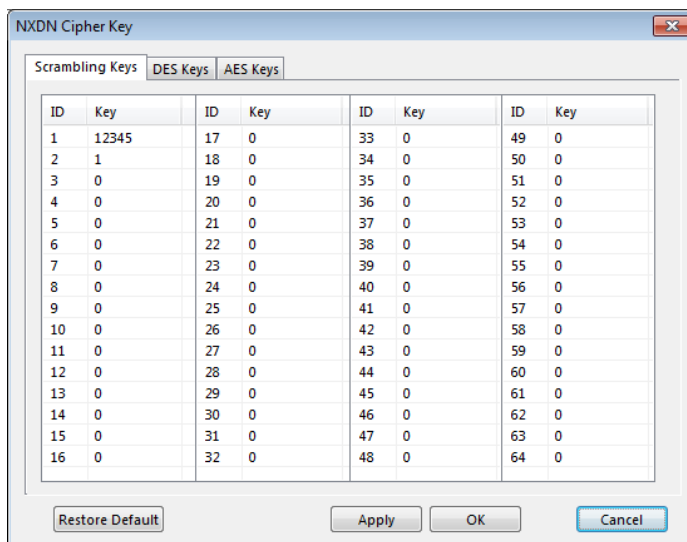 NXDN Cipher Key
Scrambling Keys DES Keys AES Keys
ID Key ID Key ID Key ID Key
1 12345 17 0 33 0 49 0
2 1 18 0 34 0 50 0
3 0 19 0 35 0 51 0
4 0 20 0 36 0 52 0
5 0 21 0 37 0 53 0
6 0 22 0 38 0 54 0
7 0 23 0 39 0 55 0
8 0 24 0 40 0 56 0
9 0 25 0 41 0 57 0
10 0 26 0 42 0 58 0
11 0 27 0 43 0 59 0
12 0 28 0 44 0 60 0
13 0 29 0 45 0 61 0
14 0 30 0 46 0 62 0
15 0 31 0 47 0 63 0
16 0 32 0 48 0 64 0
Restore Default Apply OK Cancel